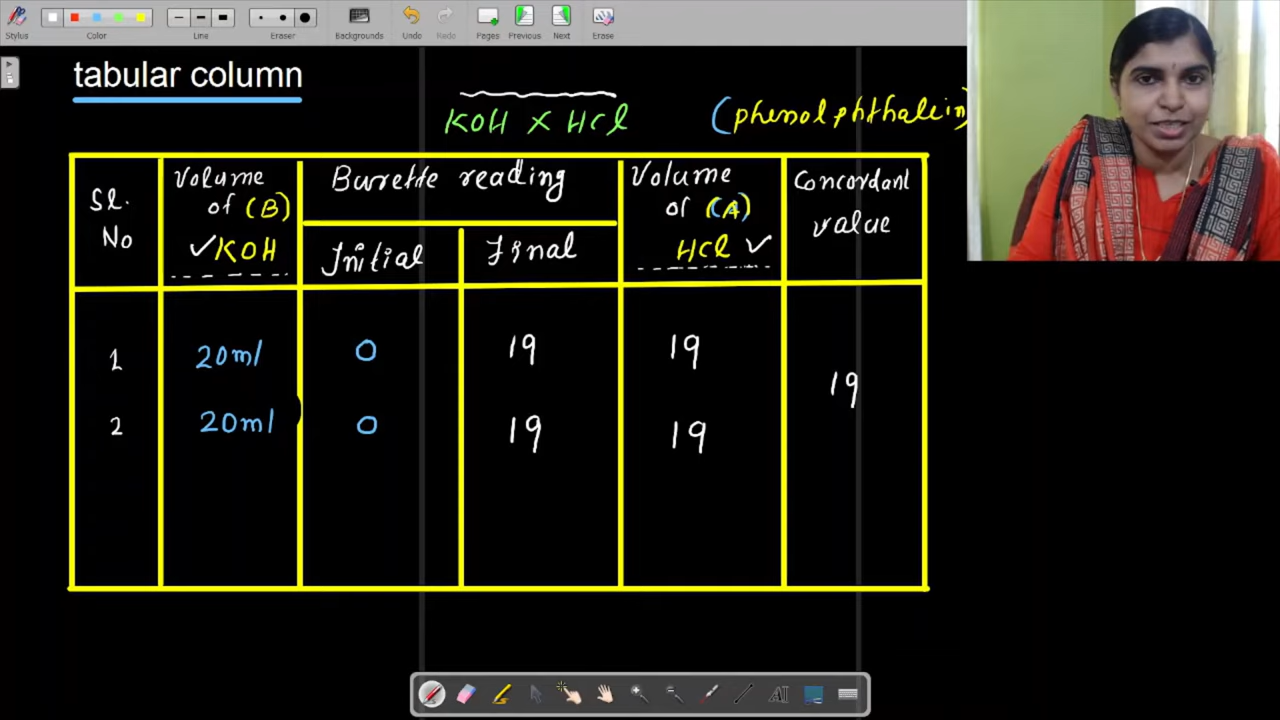 Stylus
Color
Line
Eraser
Backgrounds
Undo
Redo
Pages
Previous
Next
Erase
tabular column
KOH X HCl
(phenolphthalein)
Sl. No
Volume of (B) ✓KOH
Burette reading
Initial
Final
Volume of (A) HCl ✓
Concordant value
1 20ml 0 19 19
19
2 20ml 0 19 19
AI